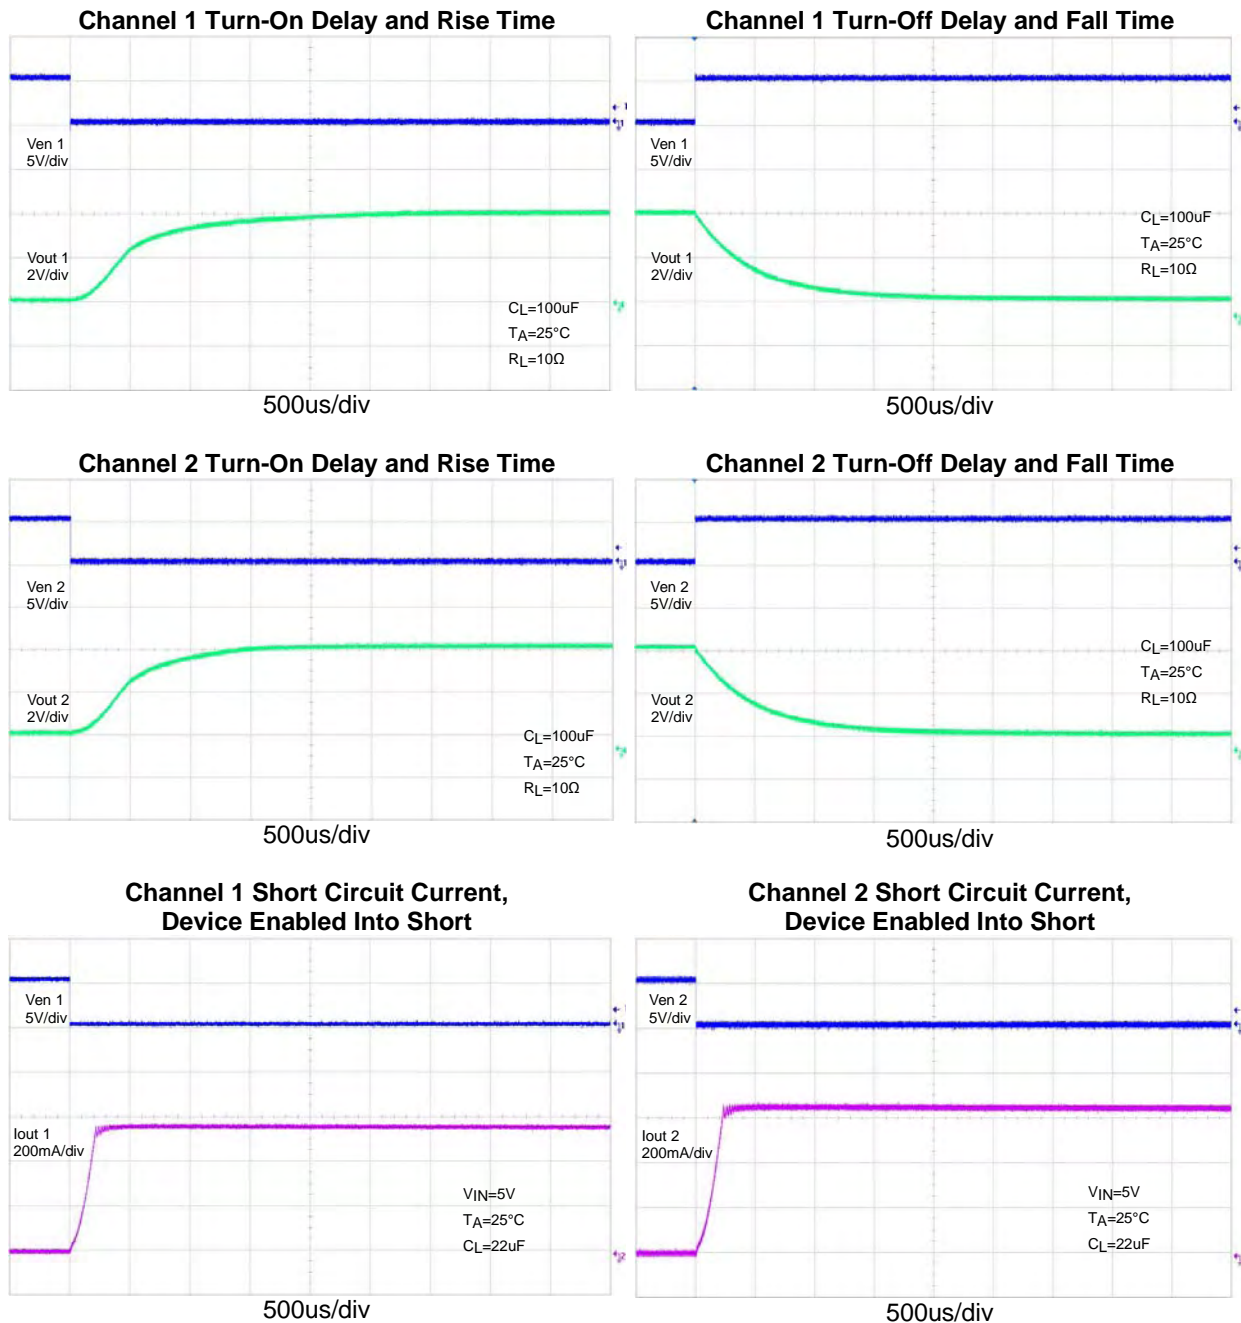 Channel 1 Turn-On Delay and Rise Time
Ven 1
5V/div
Vout 1
2V/div
CL=100uF
TA=25°C
RL=10Ω
500us/div
Channel 1 Turn-Off Delay and Fall Time
Ven 1
5V/div
Vout 1
2V/div
CL=100uF
TA=25°C
RL=10Ω
500us/div
Channel 2 Turn-On Delay and Rise Time
Ven 2
5V/div
Vout 2
2V/div
CL=100uF
TA=25°C
RL=10Ω
500us/div
Channel 2 Turn-Off Delay and Fall Time
Ven 2
5V/div
Vout 2
2V/div
CL=100uF
TA=25°C
RL=10Ω
500us/div
Channel 1 Short Circuit Current,
Device Enabled Into Short
Ven 1
5V/div
Iout 1
200mA/div
VIN=5V
TA=25°C
CL=22uF
500us/div
Channel 2 Short Circuit Current,
Device Enabled Into Short
Ven 2
5V/div
Iout 2
200mA/div
VIN=5V
TA=25°C
CL=22uF
500us/div